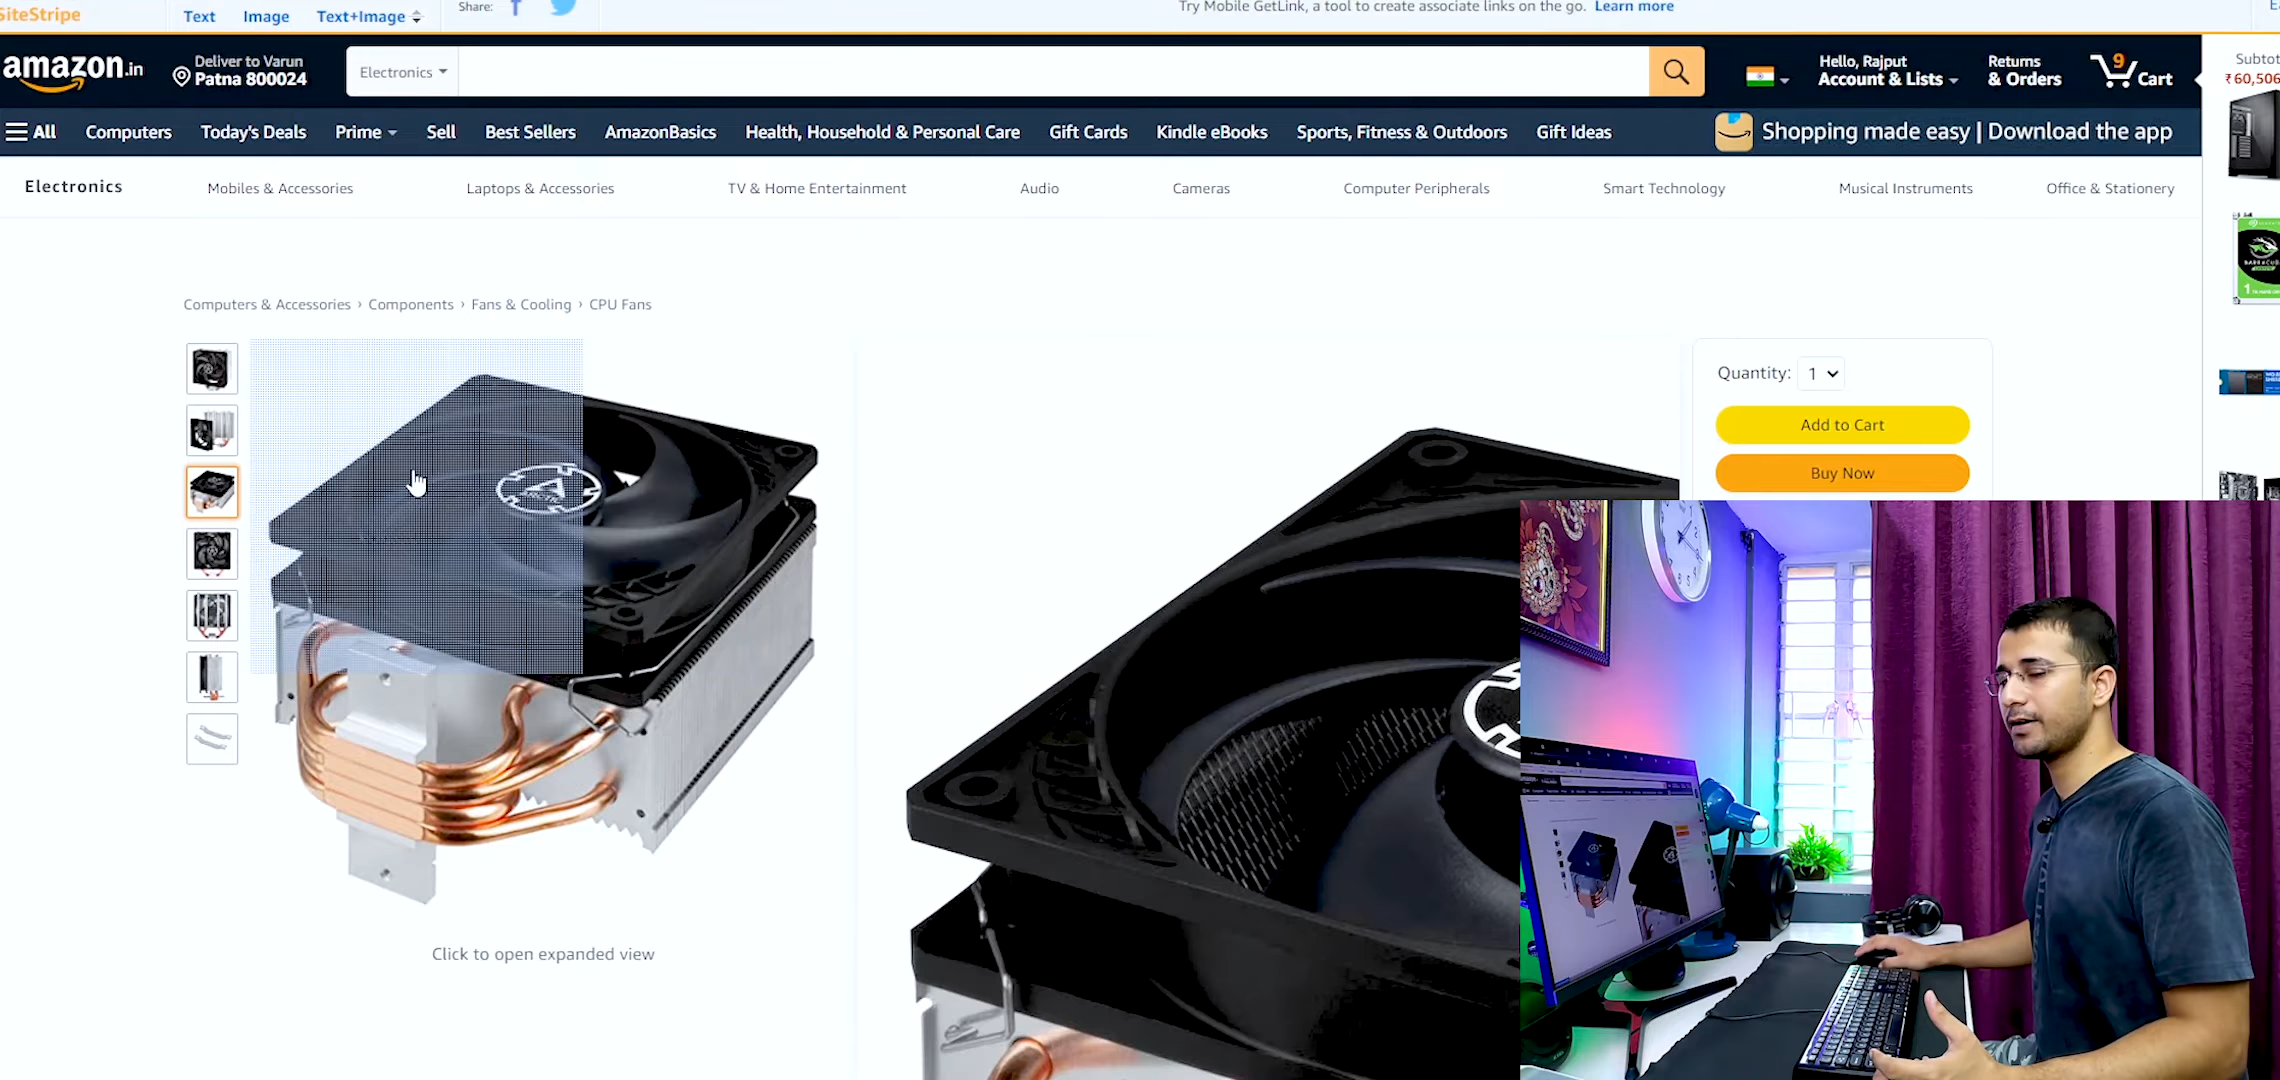 SiteStripe
Text Image Text+Image
Share:
Try Mobile GetLink, a tool to create associate links on the go. Learn more
amazon.in
Deliver to Varun
Patna 800024
Electronics
Hello, Rajput
Account & Lists
Returns
& Orders
9
Cart
₹60,506
All Computers Today's Deals Prime Sell Best Sellers AmazonBasics Health, Household & Personal Care Gift Cards Kindle eBooks Sports, Fitness & Outdoors Gift Ideas
Shopping made easy | Download the app
Electronics Mobiles & Accessories Laptops & Accessories TV & Home Entertainment Audio Cameras Computer Peripherals Smart Technology Musical Instruments Office & Stationery
Computers & Accessories › Components › Fans & Cooling › CPU Fans
Quantity: 1
Add to Cart
Buy Now
ARCTIC
Click to open expanded view